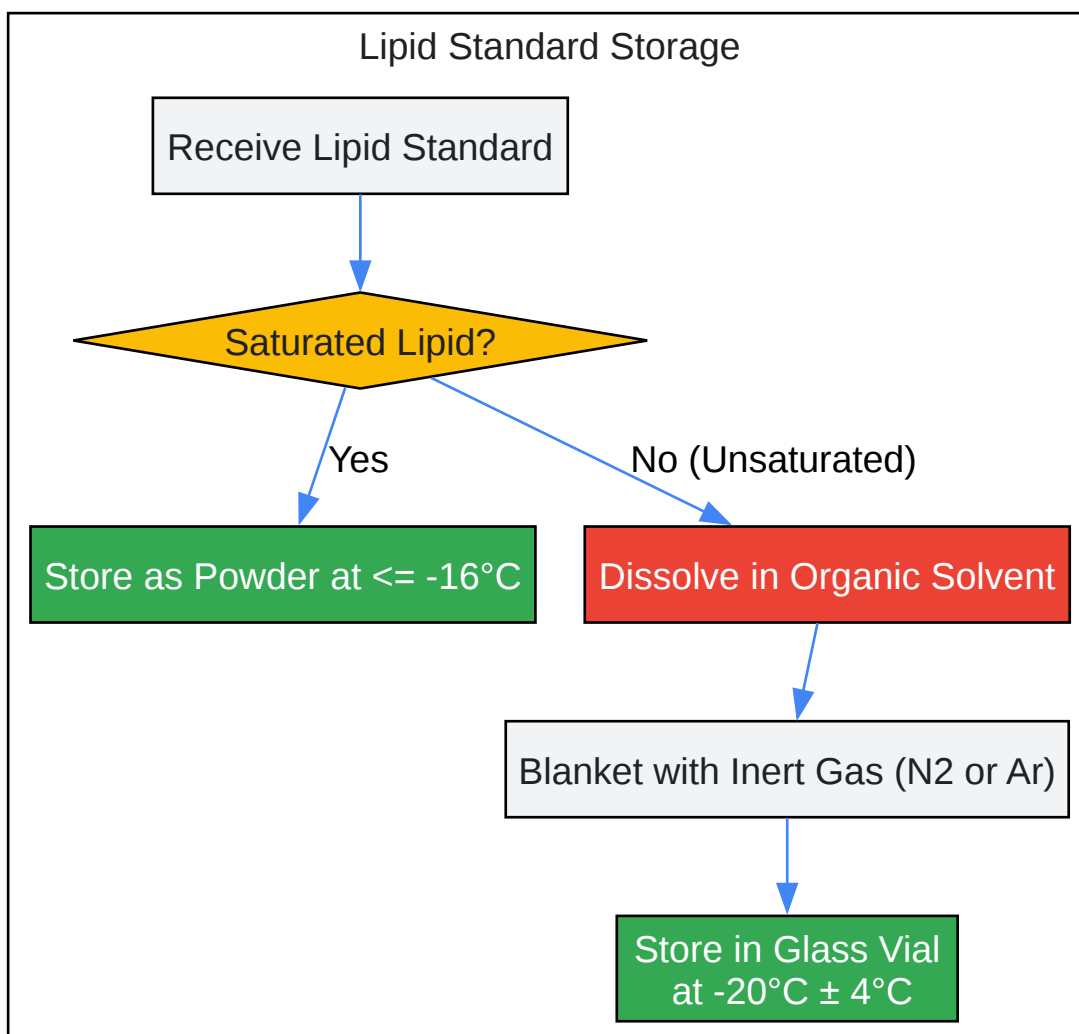 Lipid Standard Storage
Receive Lipid Standard
Saturated Lipid?
Yes
No (Unsaturated)
Store as Powder at <= -16°C
Dissolve in Organic Solvent
Blanket with Inert Gas (N2 or Ar)
Store in Glass Vial
at -20°C ± 4°C